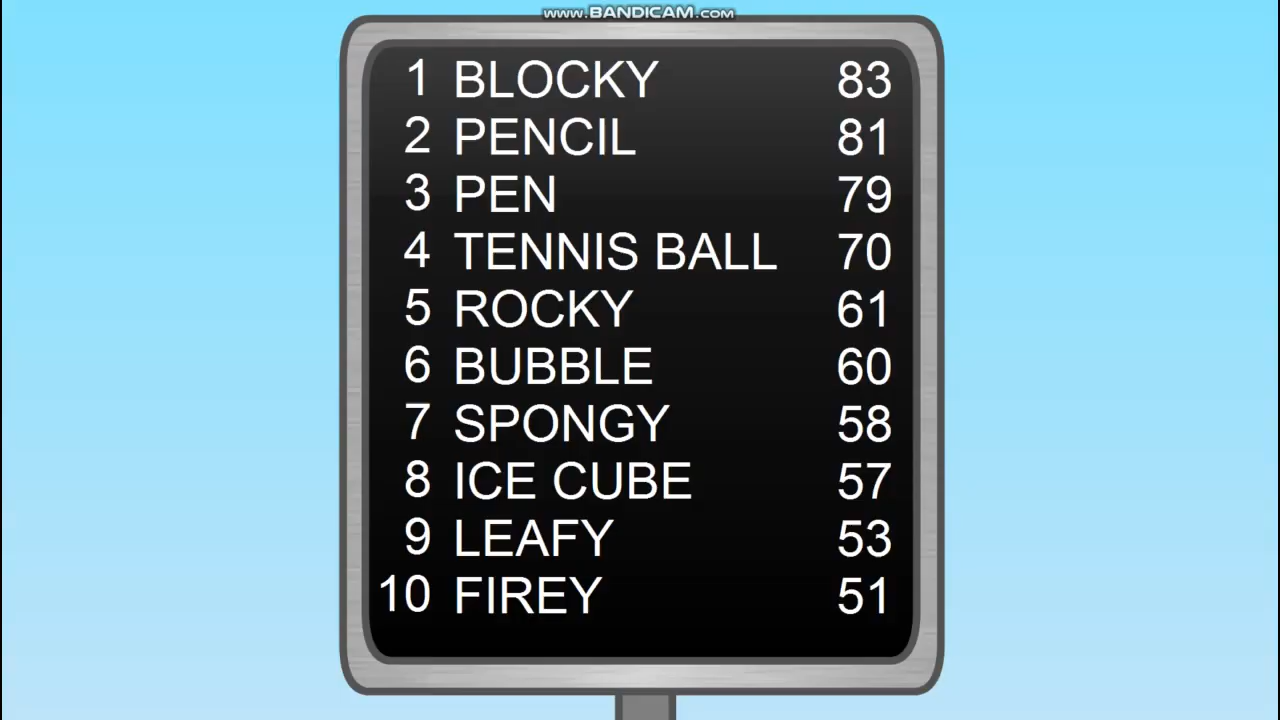 www.BANDICAM.com
1 BLOCKY 83
2 PENCIL 81
3 PEN 79
4 TENNIS BALL 70
5 ROCKY 61
6 BUBBLE 60
7 SPONGY 58
8 ICE CUBE 57
9 LEAFY 53
10 FIREY 51